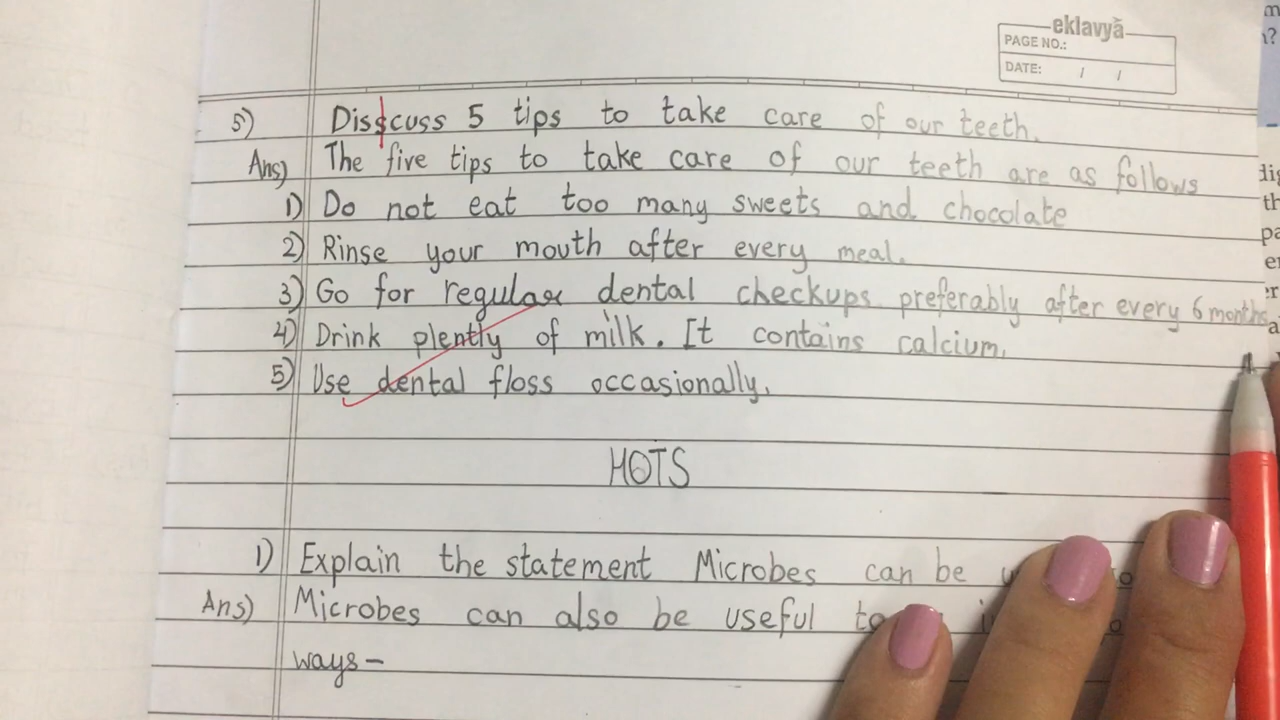 eklavyā
PAGE NO.:
DATE: / /
5) Disscuss 5 tips to take care of our teeth.
Ans) The five tips to take care of our teeth are as follows
1) Do not eat too many sweets and chocolate
2) Rinse your mouth after every meal.
3) Go for regular dental checkups preferably after every 6 months
4) Drink plently of milk. It contains calcium.
5) Use dental floss occasionally.
HOTS
1) Explain the statement Microbes can be
Ans) Microbes can also be useful to
ways-